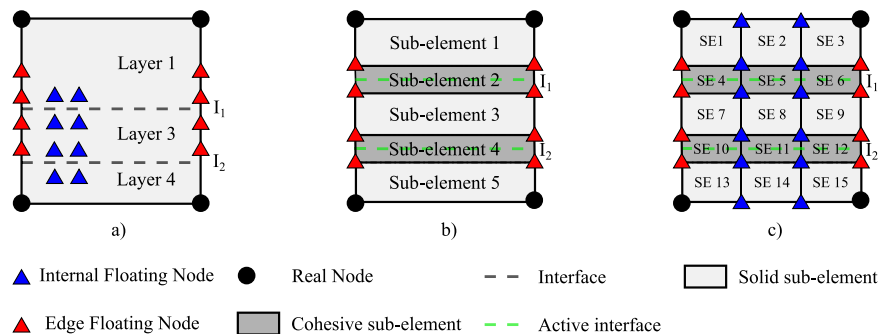 Layer 1
I1
Layer 3
I2
Layer 4
a)
Sub-element 1
Sub-element 2
I1
Sub-element 3
Sub-element 4
I2
Sub-element 5
b)
SE1 SE 2 SE 3
SE 4 SE 5 SE 6
I1
SE 7 SE 8 SE 9
SE 10 SE 11 SE 12
I2
SE 13 SE 14 SE 15
c)
Internal Floating Node Real Node Interface Solid sub-element
Edge Floating Node Cohesive sub-element Active interface